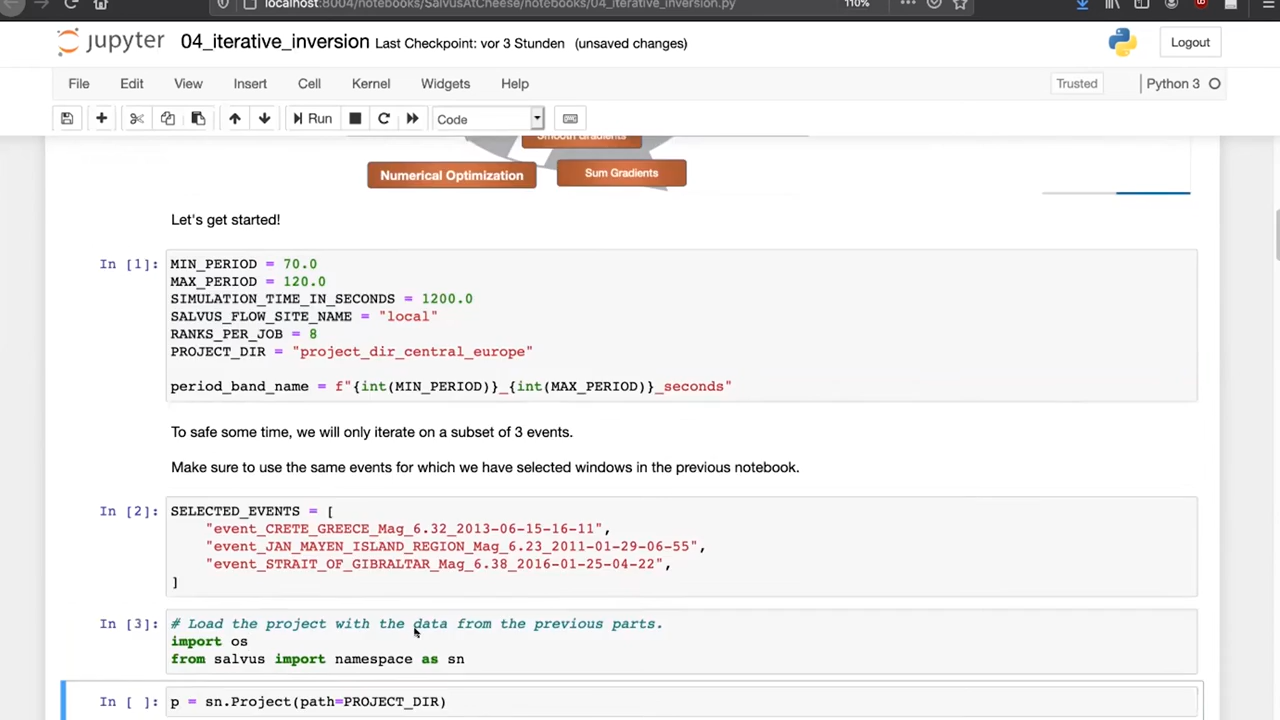 localhost:8004/notebooks/SalvusAtCheese/notebooks/04_iterative_inversion.py
110%
jupyter 04_iterative_inversion Last Checkpoint: vor 3 Stunden (unsaved changes)
Logout
File Edit View Insert Cell Kernel Widgets Help
Trusted
Python 3
Run
Code
Smooth Gradients
Numerical Optimization
Sum Gradients
Let's get started!
In [1]:
MIN_PERIOD = 70.0
MAX_PERIOD = 120.0
SIMULATION_TIME_IN_SECONDS = 1200.0
SALVUS_FLOW_SITE_NAME = "local"
RANKS_PER_JOB = 8
PROJECT_DIR = "project_dir_central_europe"
period_band_name = f"{int(MIN_PERIOD)}_{int(MAX_PERIOD)}_seconds"
To safe some time, we will only iterate on a subset of 3 events.
Make sure to use the same events for which we have selected windows in the previous notebook.
In [2]:
SELECTED_EVENTS = [
"event_CRETE_GREECE_Mag_6.32_2013-06-15-16-11",
"event_JAN_MAYEN_ISLAND_REGION_Mag_6.23_2011-01-29-06-55",
"event_STRAIT_OF_GIBRALTAR_Mag_6.38_2016-01-25-04-22",
]
In [3]:
# Load the project with the data from the previous parts.
import os
from salvus import namespace as sn
In [ ]:
p = sn.Project(path=PROJECT_DIR)